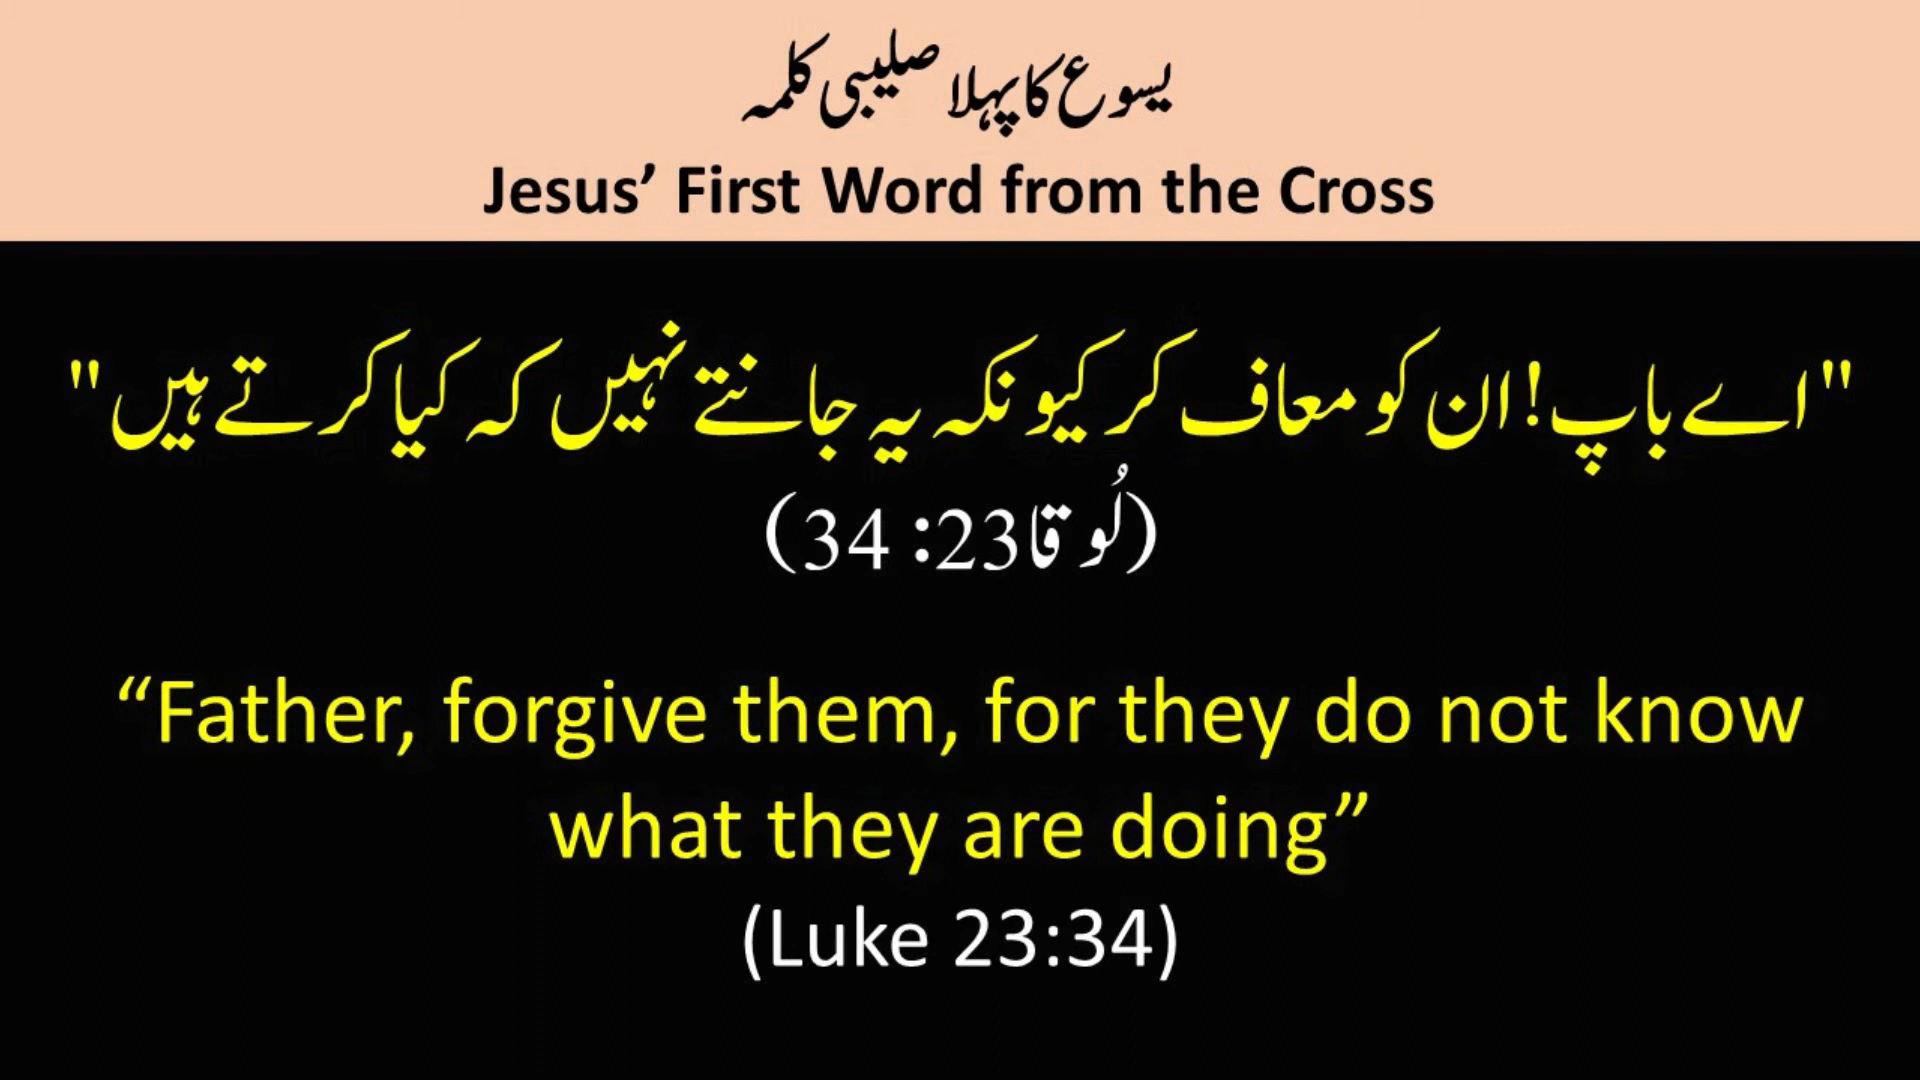 یسوع کا پہلا صلیبی کلمہ
Jesus’ First Word from the Cross
"اے باپ! ان کو معاف کر کیونکہ یہ جانتے نہیں کہ کیا کرتے ہیں"
(لُوقا 23: 34)
“Father, forgive them, for they do not know
what they are doing”
(Luke 23:34)